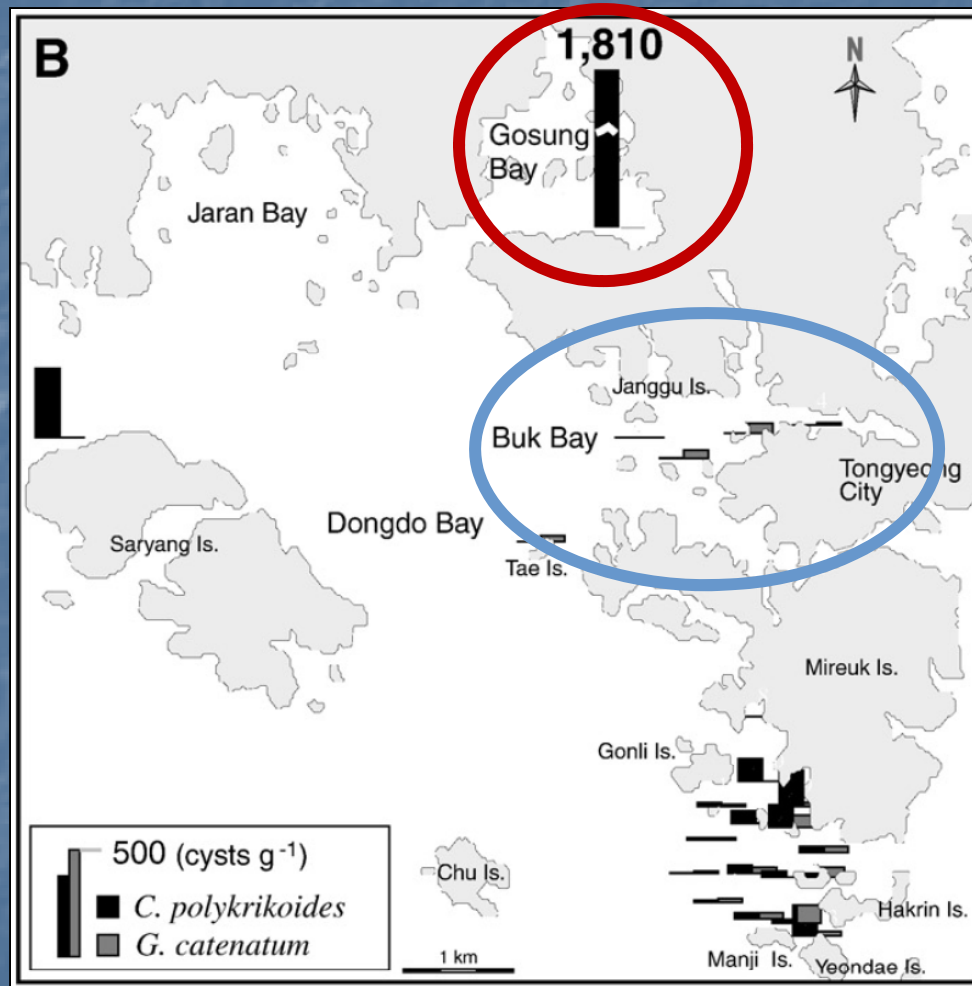 B
1,810
N
Gosung
Bay
Jaran Bay
Janggu Is.
Buk Bay
Tongyeong
City
Dongdo Bay
Saryang Is.
Tae Is.
Mireuk Is.
Gonli Is.
500 (cysts g⁻¹)
C. polykrikoides
G. catenatum
Chu Is.
Hakrin Is.
1 km
Manji Is.
Yeondae Is.